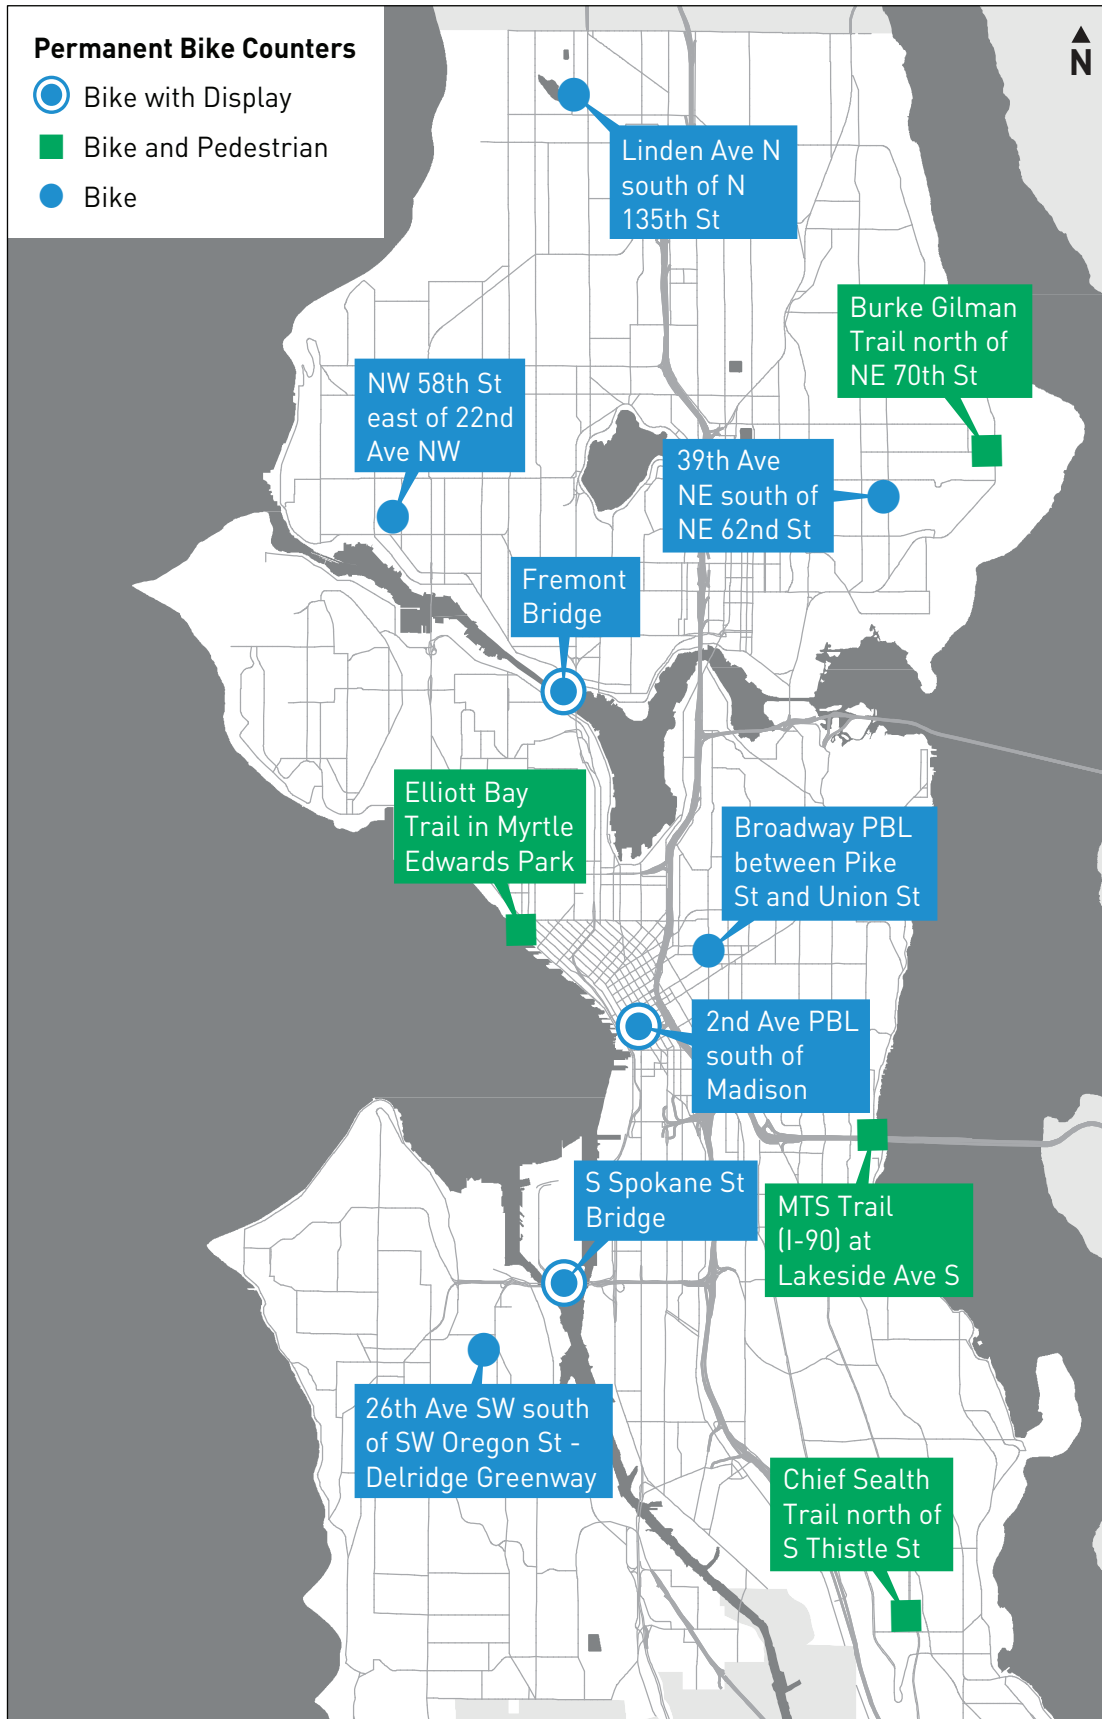 Permanent Bike Counters
Bike with Display
Bike and Pedestrian
Bike
N
Linden Ave N
south of N
135th St
Burke Gilman
Trail north of
NE 70th St
NW 58th St
east of 22nd
Ave NW
39th Ave
NE south of
NE 62nd St
Fremont
Bridge
Elliott Bay
Trail in Myrtle
Edwards Park
Broadway PBL
between Pike
St and Union St
2nd Ave PBL
south of
Madison
S Spokane St
Bridge
MTS Trail
(I-90) at
Lakeside Ave S
26th Ave SW south
of SW Oregon St -
Delridge Greenway
Chief Sealth
Trail north of
S Thistle St